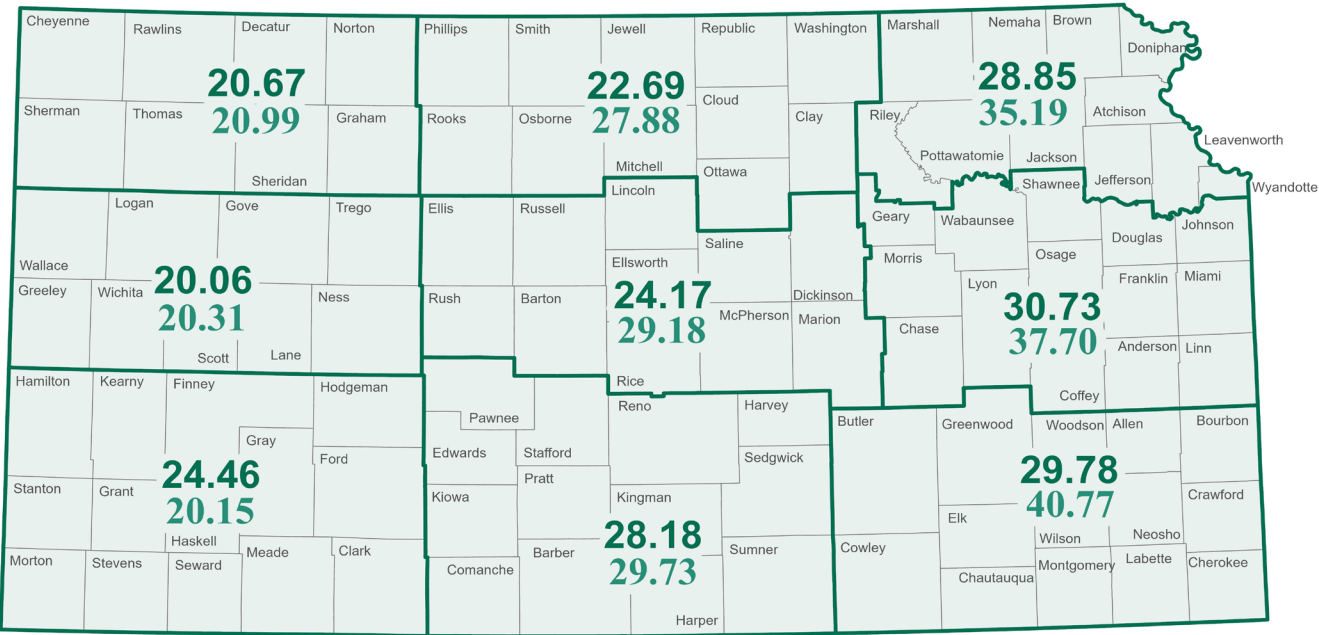 Cheyenne Rawlins Decatur Norton Phillips Smith Jewell Republic Washington Marshall Nemaha Brown
Doniphan
20.67 22.69 28.85
20.99 27.88 35.19
Sherman Thomas Graham Rooks Osborne Cloud Clay Riley Atchison
Leavenworth
Sheridan Mitchell Ottawa Pottawatomie Jackson Jefferson
Wyandotte
Lincoln Shawnee
Logan Gove Trego Ellis Russell Geary Wabaunsee Douglas Johnson
Wallace Saline Morris Osage
Ellsworth
20.06 24.17 30.73
20.31 29.18 37.70
Greeley Wichita Ness Rush Barton Dickinson Lyon Franklin Miami
McPherson Marion Chase
Scott Lane Anderson Linn
Rice Coffey
Hamilton Kearny Finney Hodgeman
Pawnee Reno Harvey Butler Greenwood Woodson Allen Bourbon
Gray
Ford Edwards Stafford Sedgwick
24.46 28.18 29.78
20.15 29.73 40.77
Stanton Grant Kiowa Pratt Kingman Crawford
Elk
Haskell Wilson Neosho
Morton Stevens Seward Meade Clark Comanche Barber Sumner Cowley Chautauqua Montgomery Labette Cherokee
Harper